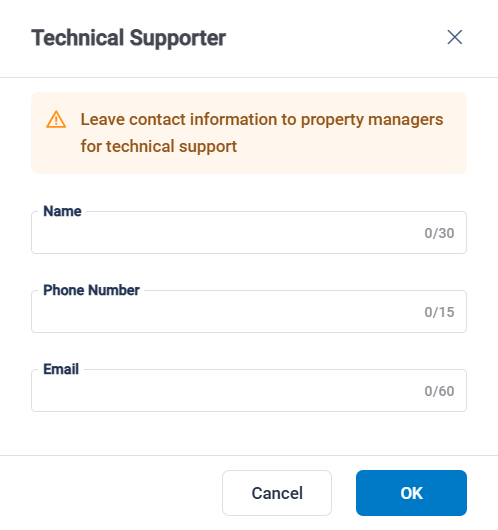 Technical Supporter
Leave contact information to property managers
for technical support
Name
0/30
Phone Number
0/15
Email
0/60
Cancel
OK